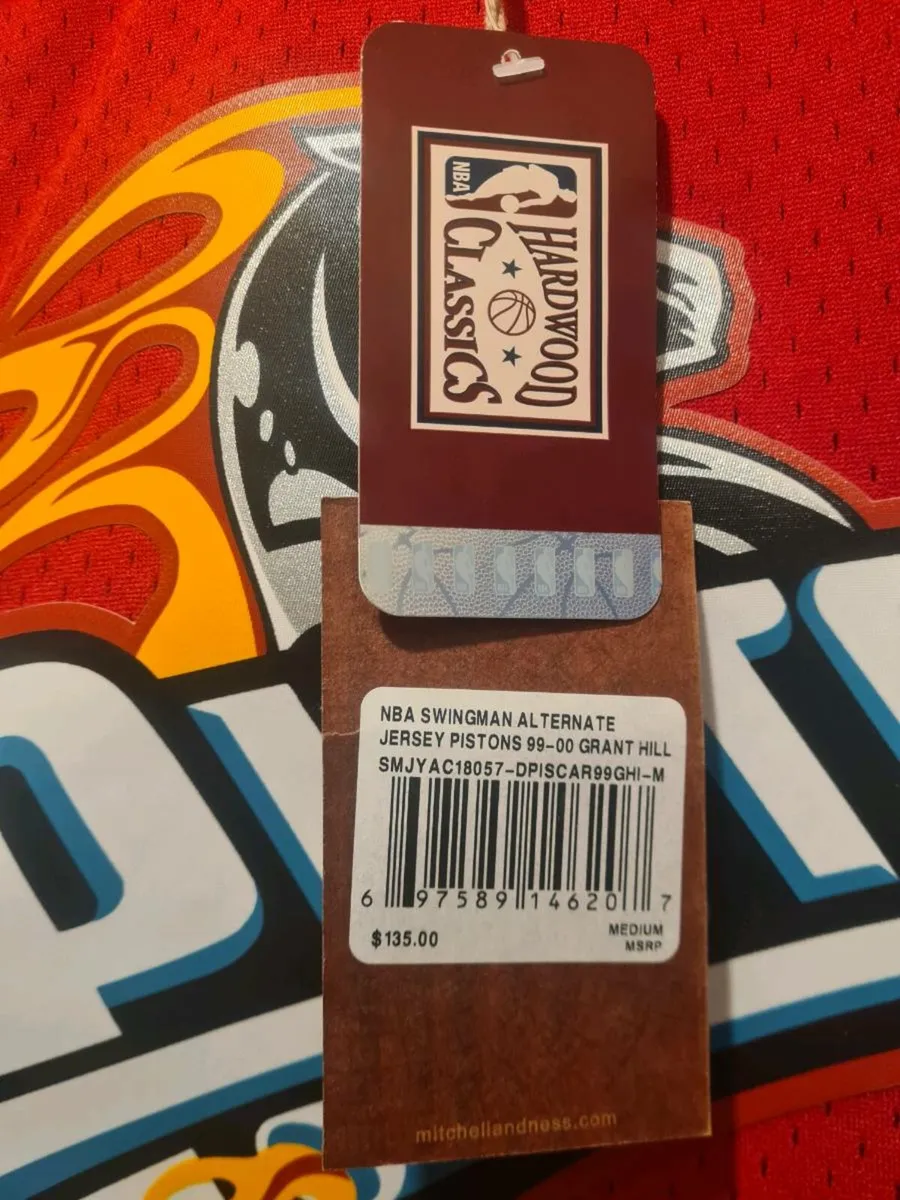 NBA
HARDWOOD
CLASSICS
NBA SWINGMAN ALTERNATE
JERSEY PISTONS 99-00 GRANT HILL
SMJYAC18057-DPISCAR99GHI-M
6 97589 14620 7
$135.00
MEDIUM
MSRP
mitchellandness.com